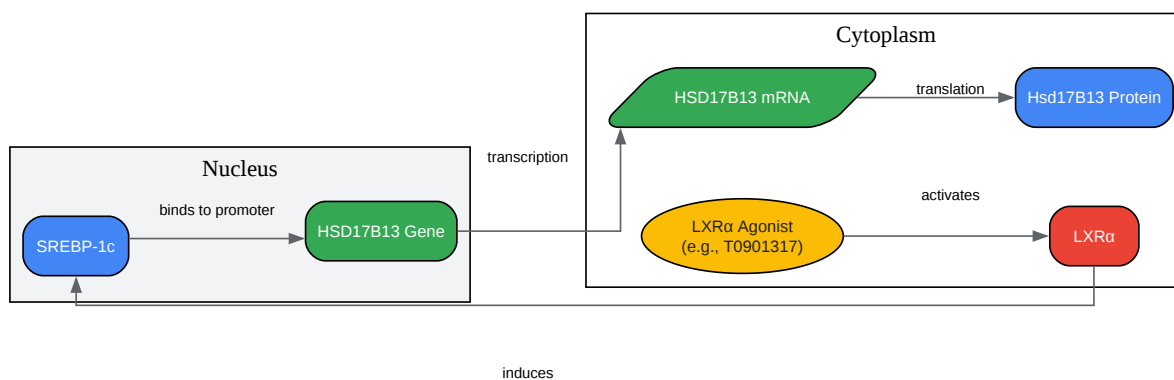 Cytoplasm
HSD17B13 mRNA
translation
Hsd17B13 Protein
transcription
Nucleus
binds to promoter
SREBP-1c
HSD17B13 Gene
activates
LXRα Agonist
(e.g., T0901317)
LXRα
induces